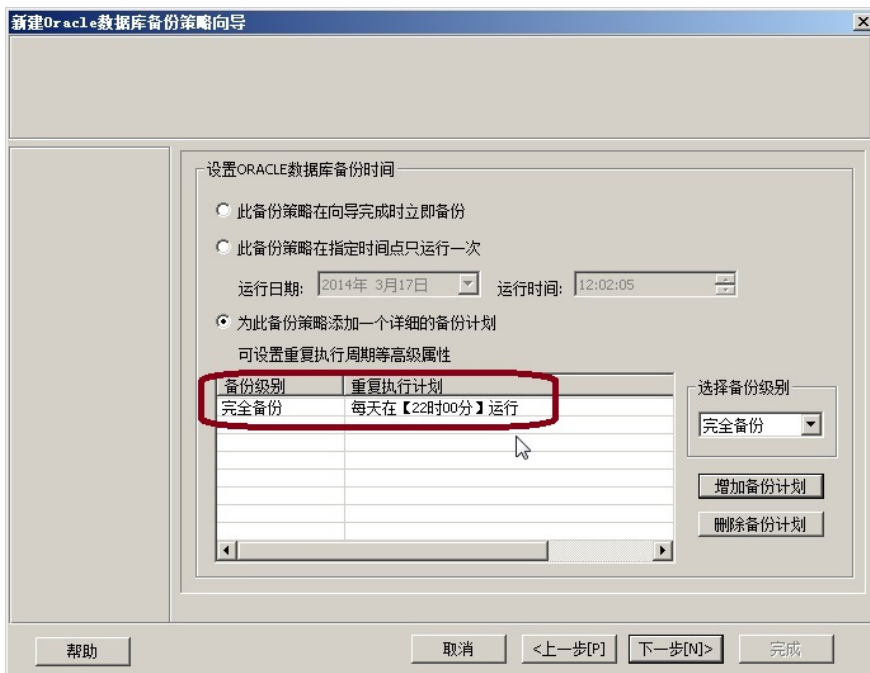 新建Oracle数据库备份策略向导
设置ORACLE数据库备份时间
此备份策略在向导完成时立即备份
此备份策略在指定时间点只运行一次
运行日期: 2014年 3月17日 运行时间: 12:02:05
为此备份策略添加一个详细的备份计划
可设置重复执行周期等高级属性
备份级别 重复执行计划
完全备份 每天在【22时00分】运行
选择备份级别
完全备份
增加备份计划
删除备份计划
帮助 取消 <上一步[P] 下一步[N]> 完成